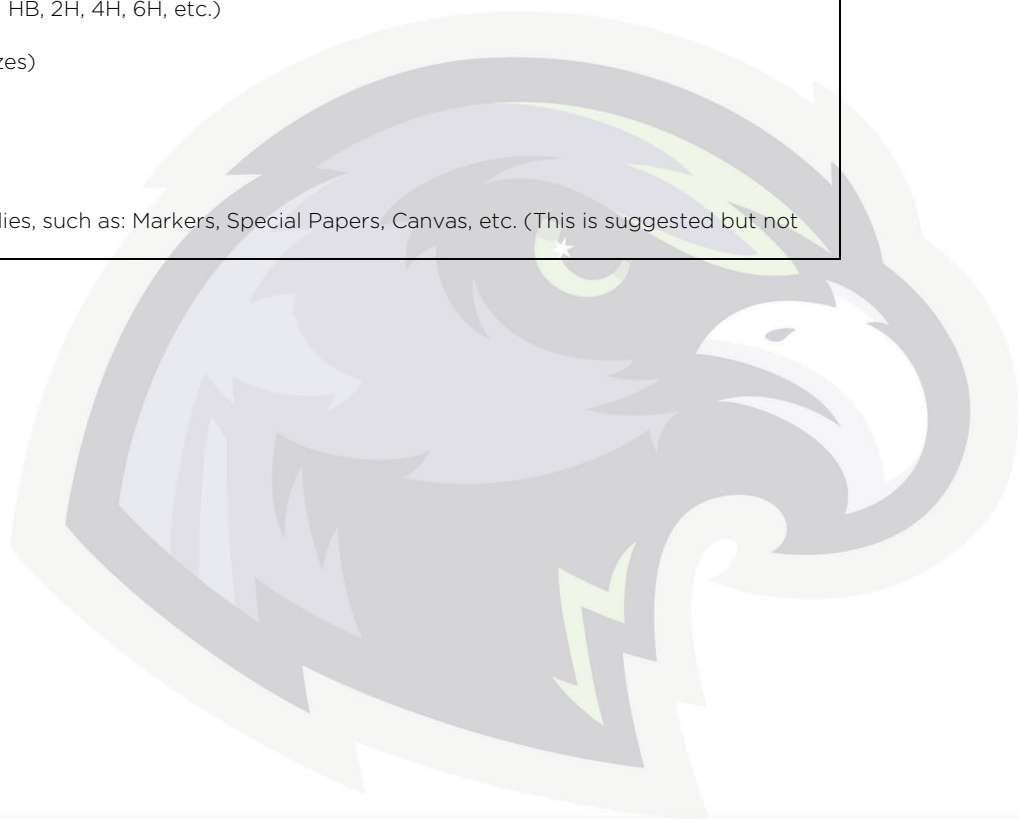 HB, 2H, 4H, 6H, etc.)
zes)
lies, such as: Markers, Special Papers, Canvas, etc. (This is suggested but not